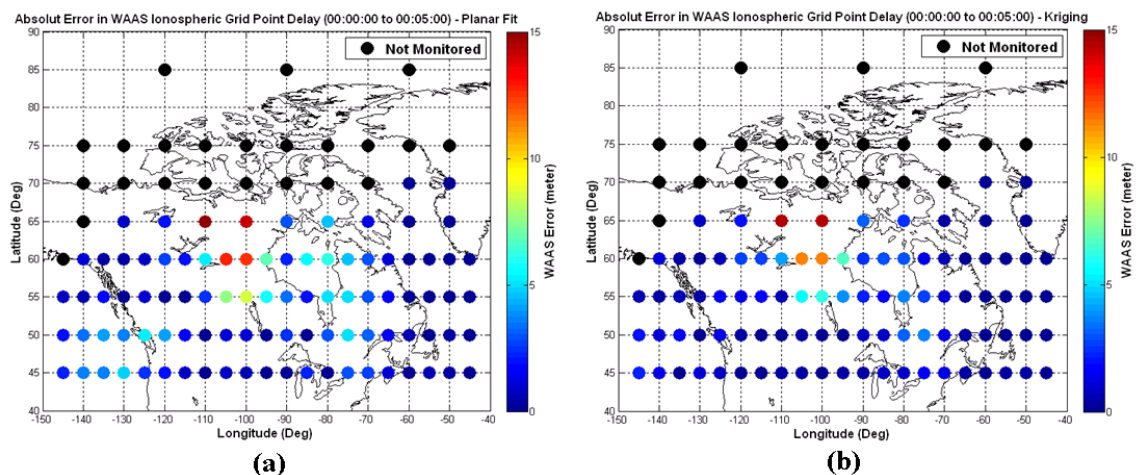 Absolut Error in WAAS Ionospheric Grid Point Delay (00:00:00 to 00:05:00) - Planar Fit
Not Monitored
90
85
80
75
70
65
60
55
50
45
40
Latitude (Deg)
-150 -140 -130 -120 -110 -100 -90 -80 -70 -60 -50 -40
Longitude (Deg)
15
10
5
0
WAAS Error (meter)
(a)
Absolut Error in WAAS Ionospheric Grid Point Delay (00:00:00 to 00:05:00) - Kriging
Not Monitored
90
85
80
75
70
65
60
55
50
45
40
Latitude (Deg)
-150 -140 -130 -120 -110 -100 -90 -80 -70 -60 -50 -40
Longitude (Deg)
15
10
5
0
WAAS Error (meter)
(b)